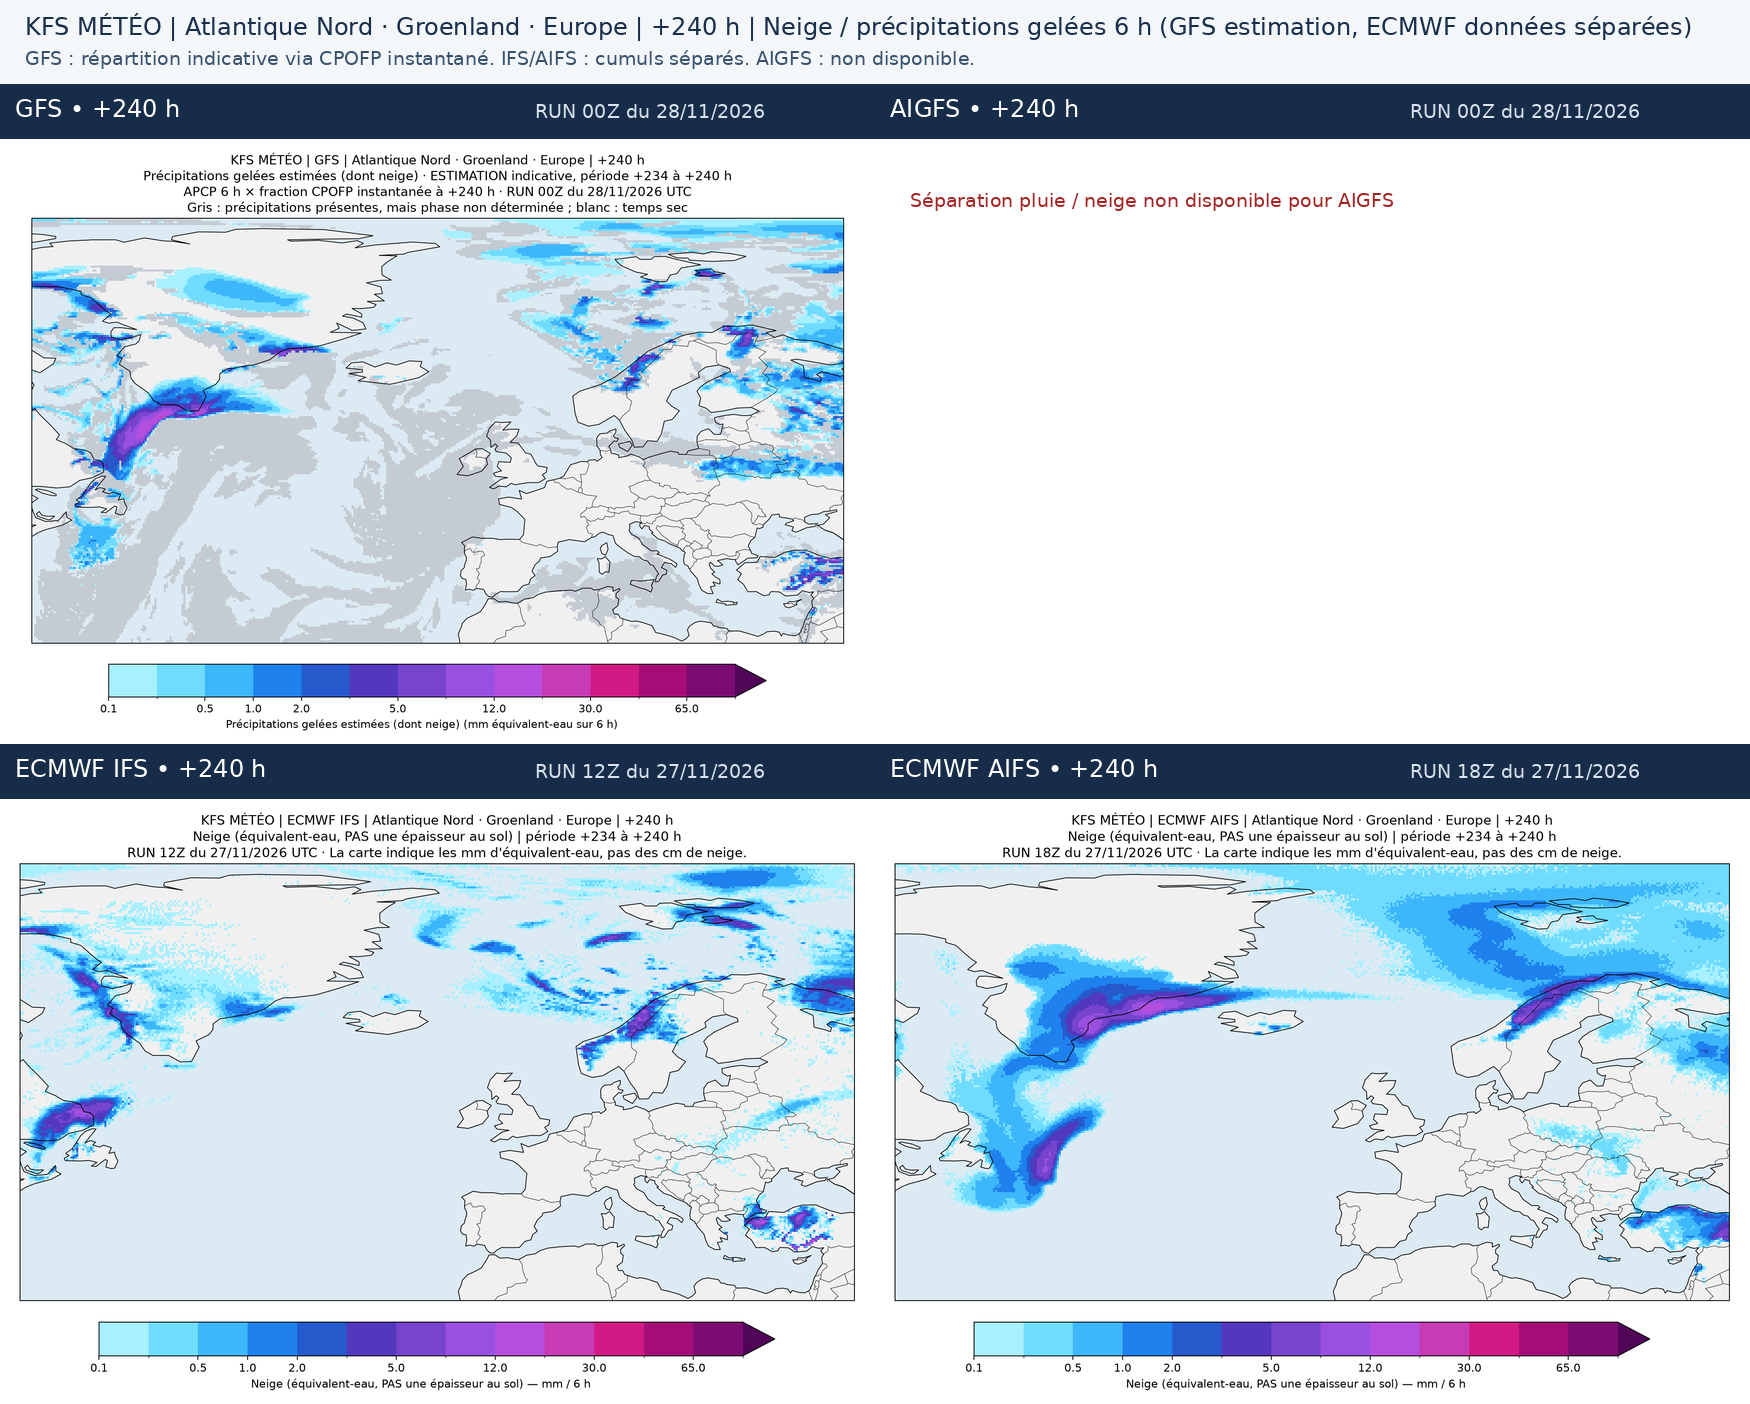 KFS MÉTÉO | Atlantique Nord · Groenland · Europe | +240 h | Neige / précipitations gelées 6 h (GFS estimation, ECMWF données séparées)
GFS : répartition indicative via CPOFP instantané. IFS/AIFS : cumuls séparés. AIGFS : non disponible.
GFS • +240 h
RUN 00Z du 28/11/2026
AIGFS • +240 h
RUN 00Z du 28/11/2026
KFS MÉTÉO | GFS | Atlantique Nord · Groenland · Europe | +240 h
Précipitations gelées estimées (dont neige) · ESTIMATION indicative, période +234 à +240 h
APCP 6 h × fraction CPOFP instantanée à +240 h · RUN 00Z du 28/11/2026 UTC
Gris : précipitations présentes, mais phase non déterminée ; blanc : temps sec
Séparation pluie / neige non disponible pour AIGFS
0.1 0.5 1.0 2.0 5.0 12.0 30.0 65.0
Précipitations gelées estimées (dont neige) (mm équivalent-eau sur 6 h)
ECMWF IFS • +240 h
RUN 12Z du 27/11/2026
ECMWF AIFS • +240 h
RUN 18Z du 27/11/2026
KFS MÉTÉO | ECMWF IFS | Atlantique Nord · Groenland · Europe | +240 h
Neige (équivalent-eau, PAS une épaisseur au sol) | période +234 à +240 h
RUN 12Z du 27/11/2026 UTC · La carte indique les mm d'équivalent-eau, pas des cm de neige.
0.1 0.5 1.0 2.0 5.0 12.0 30.0 65.0
Neige (équivalent-eau, PAS une épaisseur au sol) — mm / 6 h
KFS MÉTÉO | ECMWF AIFS | Atlantique Nord · Groenland · Europe | +240 h
Neige (équivalent-eau, PAS une épaisseur au sol) | période +234 à +240 h
RUN 18Z du 27/11/2026 UTC · La carte indique les mm d'équivalent-eau, pas des cm de neige.
0.1 0.5 1.0 2.0 5.0 12.0 30.0 65.0
Neige (équivalent-eau, PAS une épaisseur au sol) — mm / 6 h